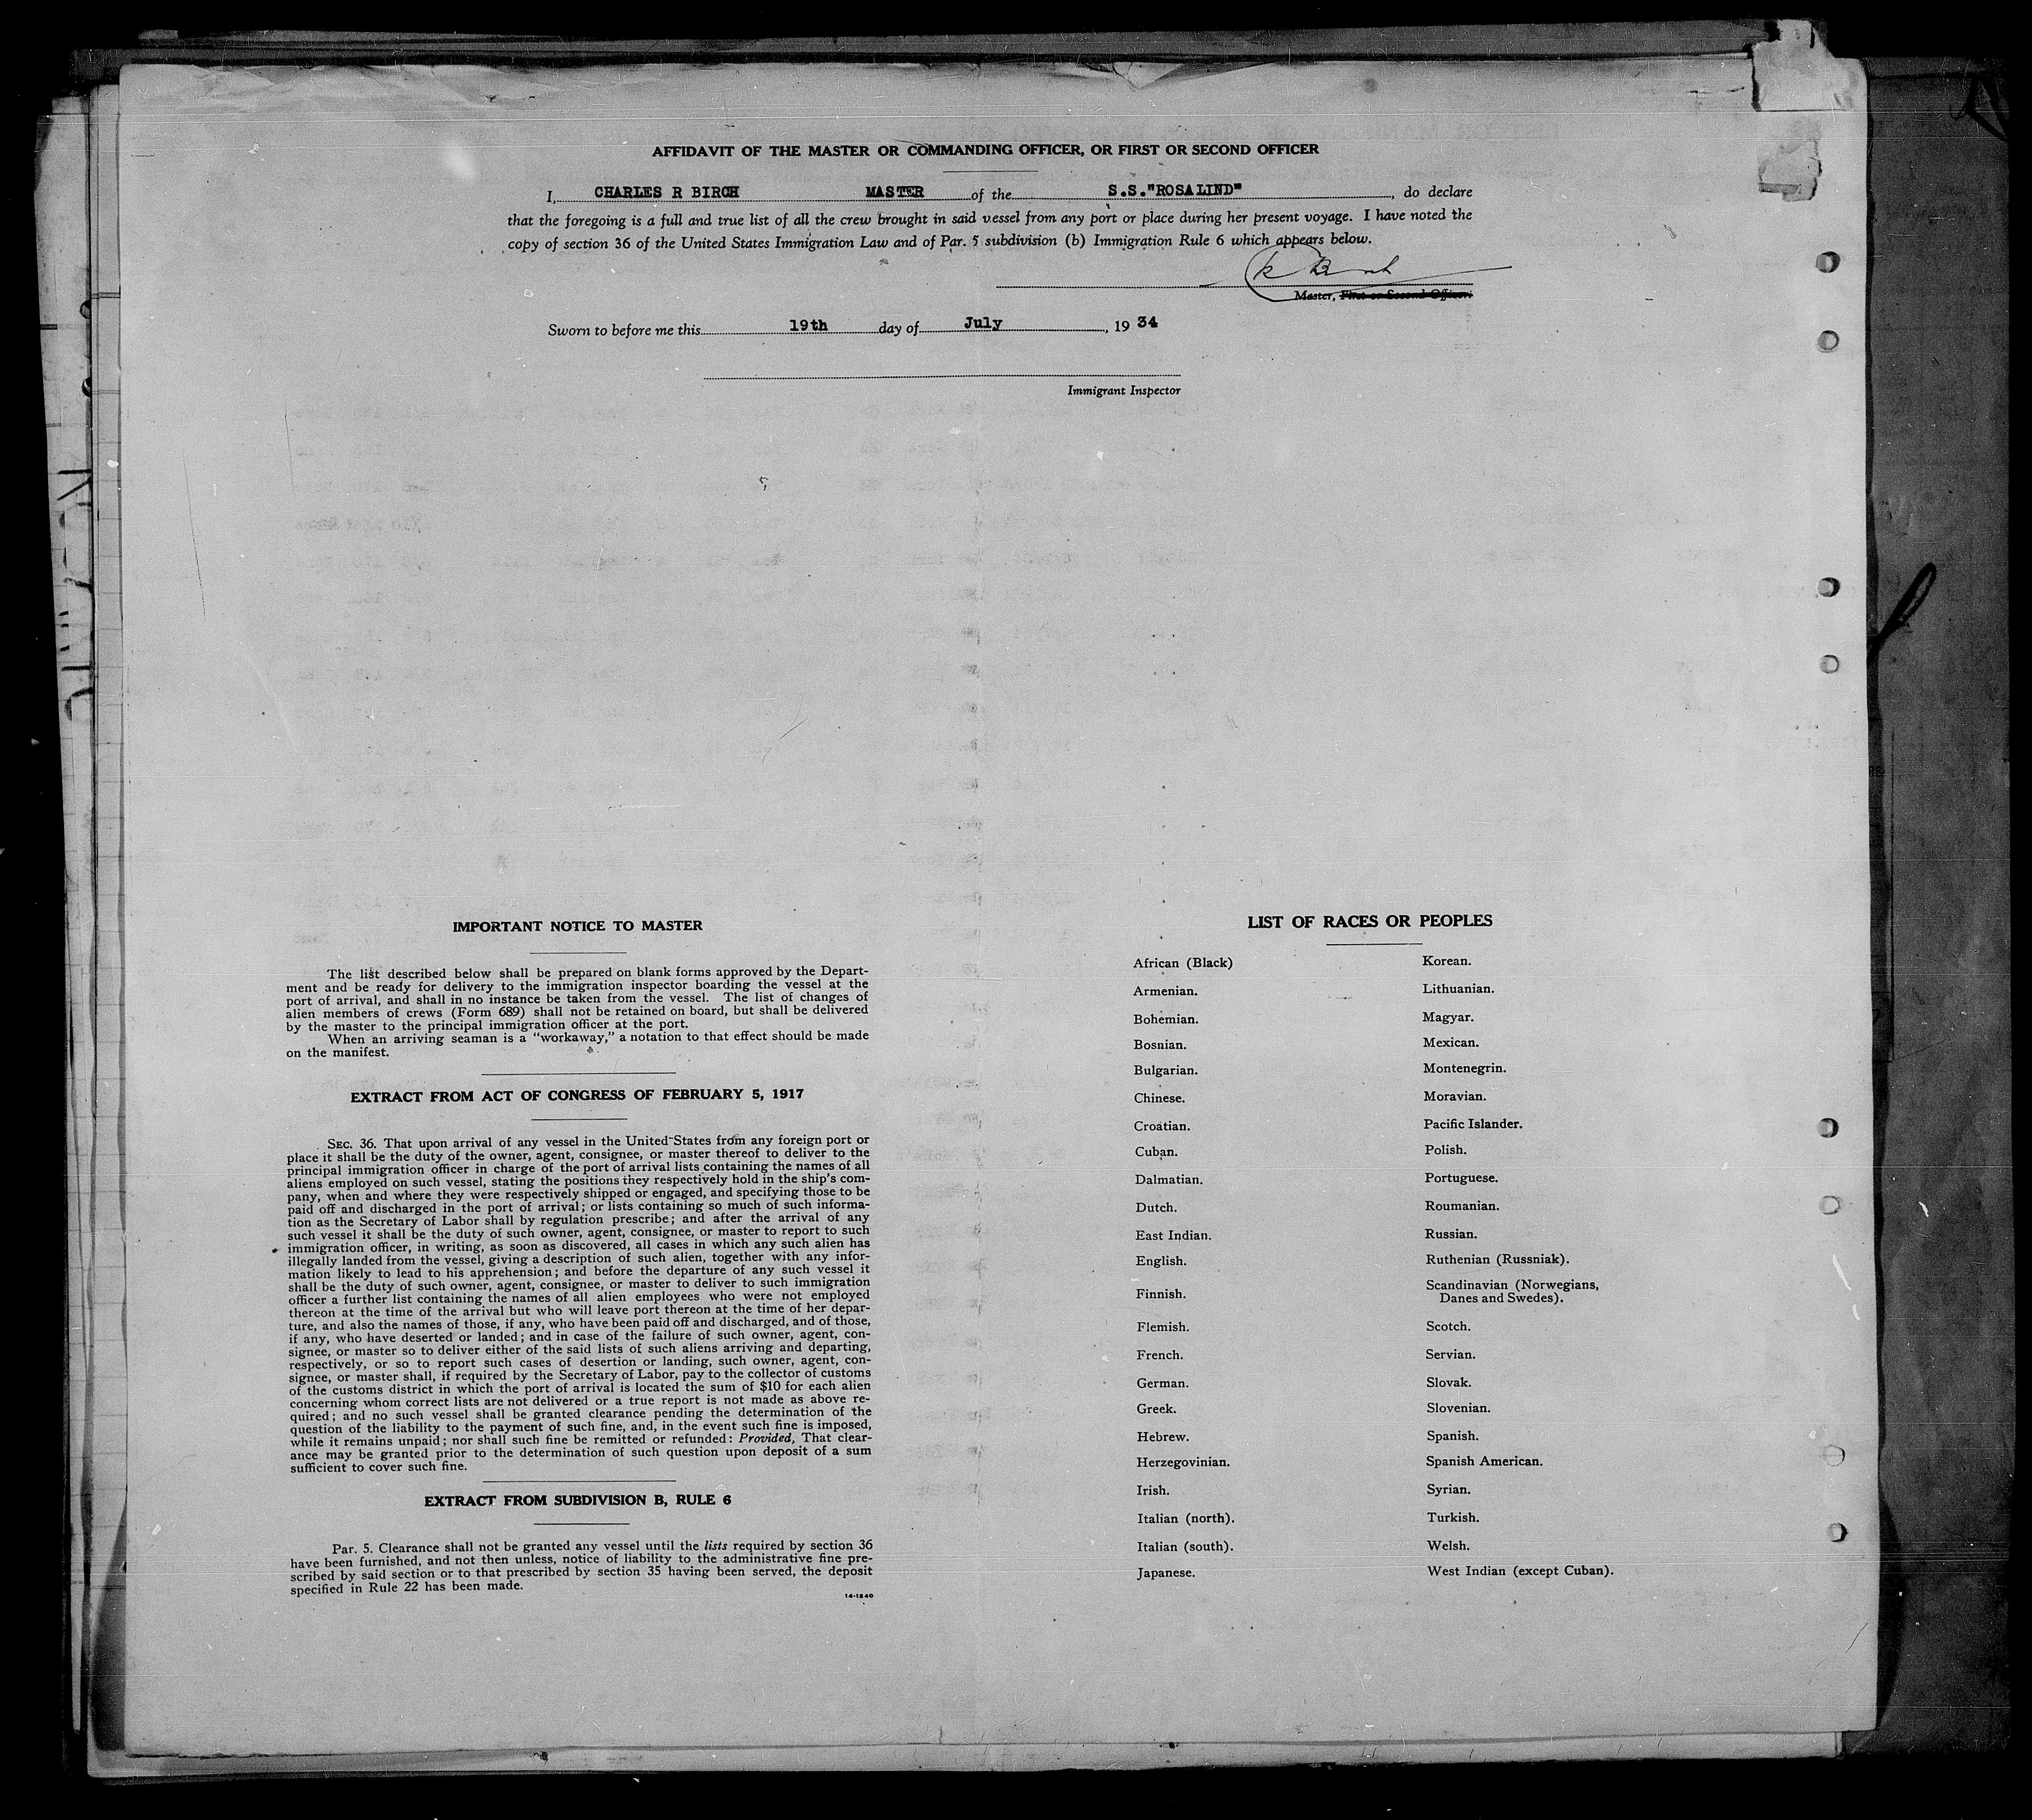 AFFIDAVIT OF THE MASTER OR COMMANDING OFFICER, OR FIRST OR SECOND OFFICER
I, CHARLES R BIRCH MASTER of the S.S."ROSALIND", do declare
that the foregoing is a full and true list of all the crew brought in said vessel from any port or place during her present voyage. I have noted the
copy of section 36 of the United States Immigration Law and of Par. 5 subdivision (b) Immigration Rule 6 which appears below.
Master, First or Second Officer.
Sworn to before me this 19th day of July, 19 34
Immigrant Inspector
IMPORTANT NOTICE TO MASTER
The list described below shall be prepared on blank forms approved by the Depart-
ment and be ready for delivery to the immigration inspector boarding the vessel at the
port of arrival, and shall in no instance be taken from the vessel. The list of changes of
alien members of crews (Form 689) shall not be retained on board, but shall be delivered
by the master to the principal immigration officer at the port.
When an arriving seaman is a "workaway," a notation to that effect should be made
on the manifest.
EXTRACT FROM ACT OF CONGRESS OF FEBRUARY 5, 1917
SEC. 36. That upon arrival of any vessel in the United States from any foreign port or
place it shall be the duty of the owner, agent, consignee, or master thereof to deliver to the
principal immigration officer in charge of the port of arrival lists containing the names of all
aliens employed on such vessel, stating the positions they respectively hold in the ship's com-
pany, when and where they were respectively shipped or engaged, and specifying those to be
paid off and discharged in the port of arrival; or lists containing so much of such informa-
tion as the Secretary of Labor shall by regulation prescribe; and after the arrival of any
such vessel it shall be the duty of such owner, agent, consignee, or master to report to such
immigration officer, in writing, as soon as discovered, all cases in which any such alien has
illegally landed from the vessel, giving a description of such alien, together with any infor-
mation likely to lead to his apprehension; and before the departure of any such vessel it
shall be the duty of such owner, agent, consignee, or master to deliver to such immigration
officer a further list containing the names of all alien employees who were not employed
thereon at the time of the arrival but who will leave port thereon at the time of her depar-
ture, and also the names of those, if any, who have been paid off and discharged, and of those,
if any, who have deserted or landed; and in case of the failure of such owner, agent, con-
signee, or master so to deliver either of the said lists of such aliens arriving and departing,
respectively, or so to report such cases of desertion or landing, such owner, agent, con-
signee, or master shall, if required by the Secretary of Labor, pay to the collector of customs
of the customs district in which the port of arrival is located the sum of $10 for each alien
concerning whom correct lists are not delivered or a true report is not made as above re-
quired; and no such vessel shall be granted clearance pending the determination of the
question of the liability to the payment of such fine, and, in the event such fine is imposed,
while it remains unpaid; nor shall such fine be remitted or refunded: Provided, That clear-
ance may be granted prior to the determination of such question upon deposit of a sum
sufficient to cover such fine.
EXTRACT FROM SUBDIVISION B, RULE 6
Par. 5. Clearance shall not be granted any vessel until the lists required by section 36
have been furnished, and not then unless, notice of liability to the administrative fine pre-
scribed by said section or to that prescribed by section 35 having been served, the deposit
specified in Rule 22 has been made.
14-1240
LIST OF RACES OR PEOPLES
African (Black)
Armenian.
Bohemian.
Bosnian.
Bulgarian.
Chinese.
Croatian.
Cuban.
Dalmatian.
Dutch.
East Indian.
English.
Finnish.
Flemish.
French.
German.
Greek.
Hebrew.
Herzegovinian.
Irish.
Italian (north).
Italian (south).
Japanese.
Korean.
Lithuanian.
Magyar.
Mexican.
Montenegrin.
Moravian.
Pacific Islander.
Polish.
Portuguese.
Roumanian.
Russian.
Ruthenian (Russniak).
Scandinavian (Norwegians,
Danes and Swedes).
Scotch.
Servian.
Slovak.
Slovenian.
Spanish.
Spanish American.
Syrian.
Turkish.
Welsh.
West Indian (except Cuban).